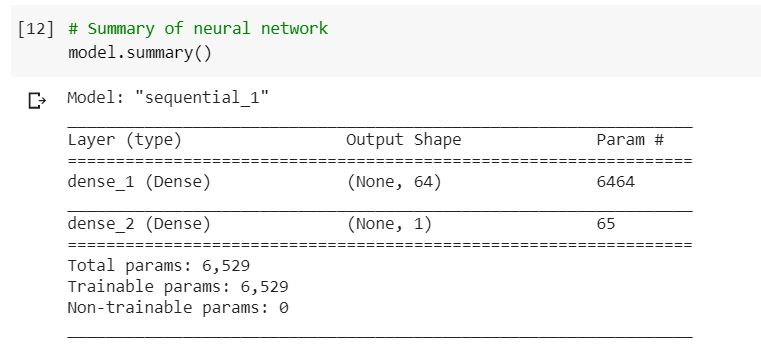 [12] # Summary of neural network
model.summary()
Model: "sequential_1"
Layer (type) Output Shape Param #
dense_1 (Dense) (None, 64) 6464
dense_2 (Dense) (None, 1) 65
Total params: 6,529
Trainable params: 6,529
Non-trainable params: 0